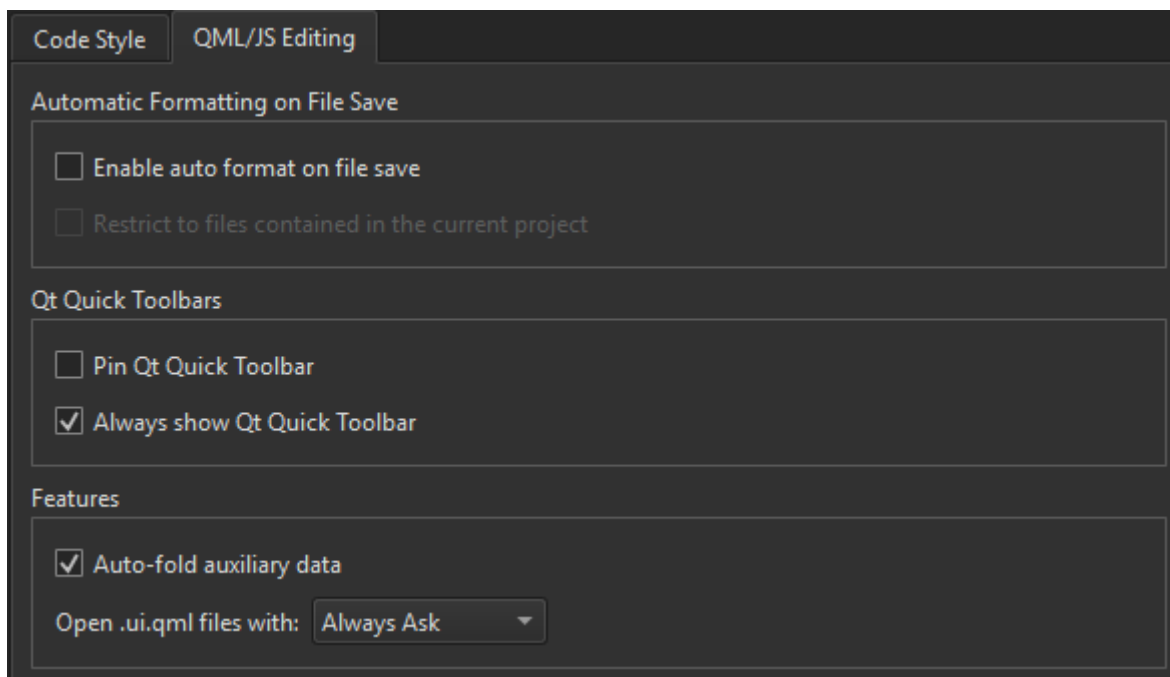 Code Style
QML/JS Editing
Automatic Formatting on File Save
Enable auto format on file save
Restrict to files contained in the current project
Qt Quick Toolbars
Pin Qt Quick Toolbar
Always show Qt Quick Toolbar
Features
Auto-fold auxiliary data
Open .ui.qml files with: Always Ask